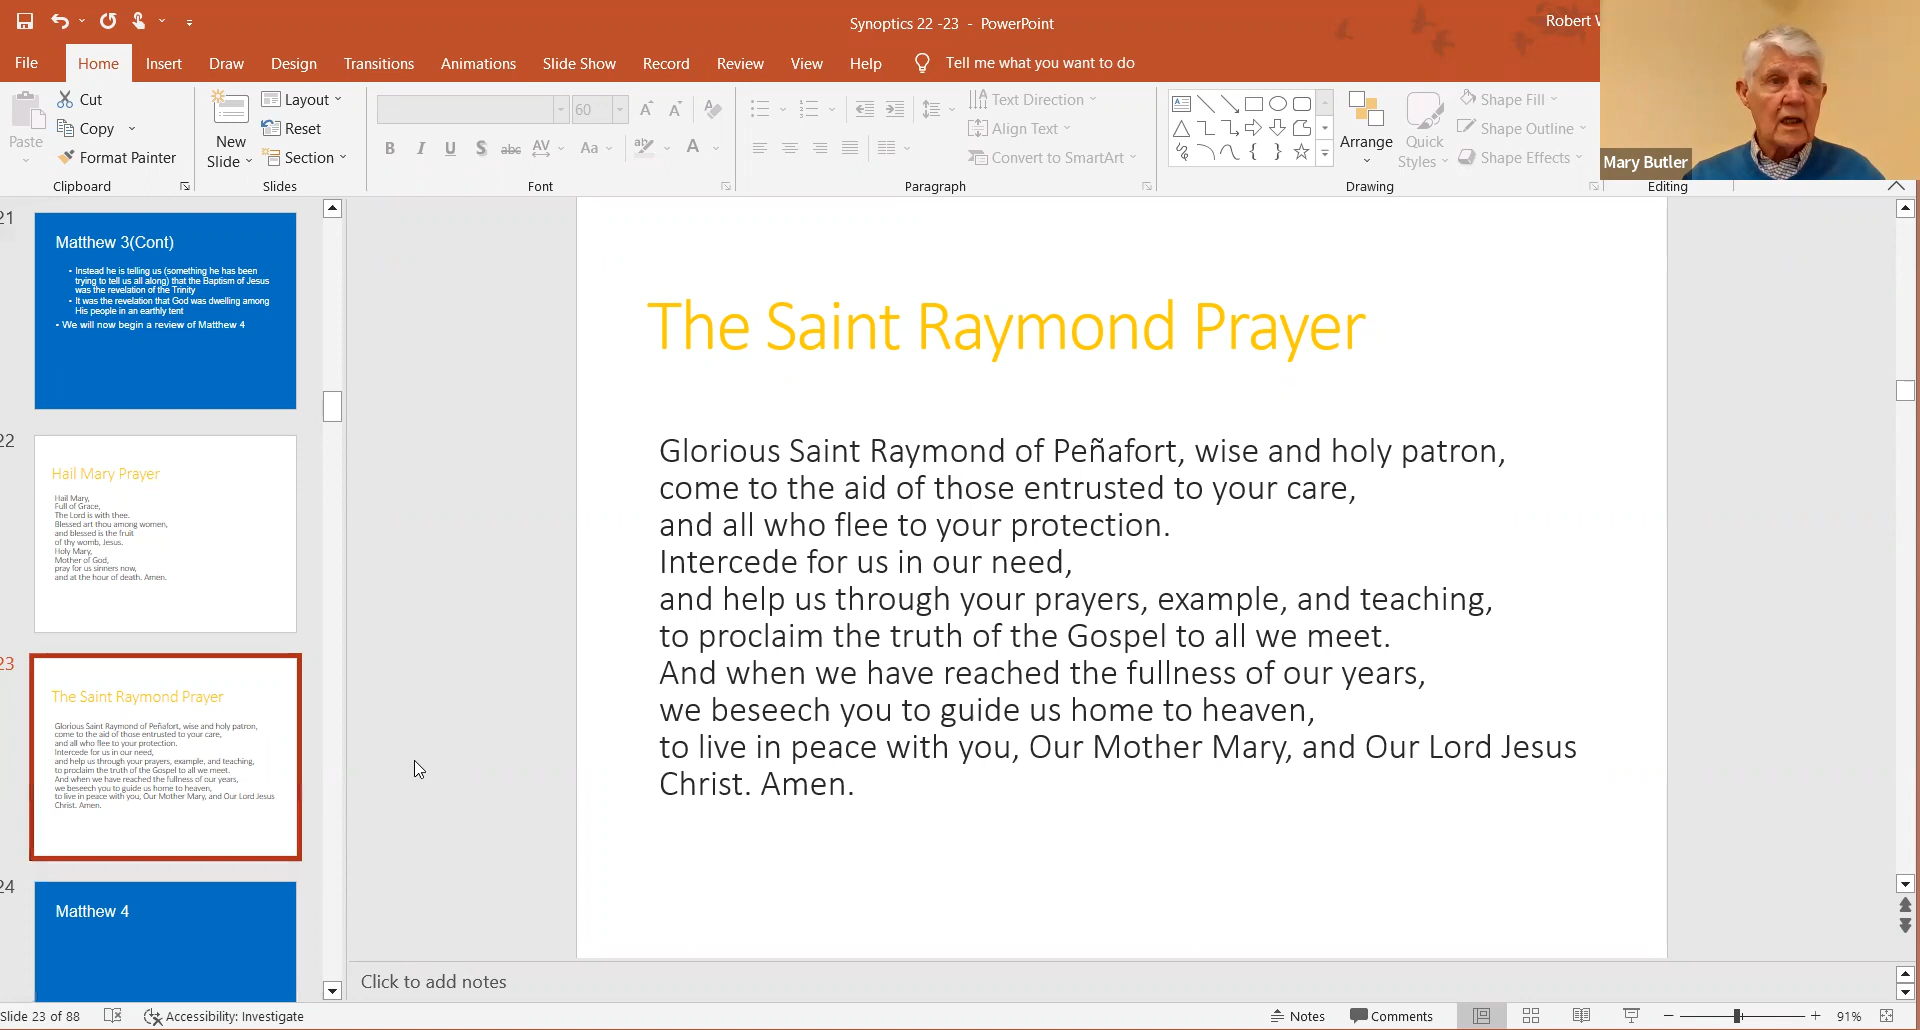 Synoptics 22 -23 - PowerPoint
Robert
File
Home
Insert
Draw
Design
Transitions
Animations
Slide Show
Record
Review
View
Help
Tell me what you want to do
Paste
Cut
Copy
Format Painter
Clipboard
New
Slide
Layout
Reset
Section
Slides
60
B I U S abc AV Aa A
Font
Text Direction
Align Text
Convert to SmartArt
Paragraph
Arrange
Quick
Styles
Shape Fill
Shape Outline
Shape Effects
Drawing
Editing
Mary Butler
21
Matthew 3(Cont)
• Instead he is telling us (something he has been
trying to tell us all along) that the Baptism of Jesus
was the revelation of the Trinity
• It was the revelation that God was dwelling among
His people in an earthly tent
• We will now begin a review of Matthew 4
22
Hail Mary Prayer
Hail Mary,
Full of Grace,
The Lord is with thee.
Blessed art thou among women,
and blessed is the fruit
of thy womb, Jesus.
Holy Mary,
Mother of God,
pray for us sinners now,
and at the hour of death. Amen.
23
The Saint Raymond Prayer
Glorious Saint Raymond of Peñafort, wise and holy patron,
come to the aid of those entrusted to your care,
and all who flee to your protection.
Intercede for us in our need,
and help us through your prayers, example, and teaching,
to proclaim the truth of the Gospel to all we meet.
And when we have reached the fullness of our years,
we beseech you to guide us home to heaven,
to live in peace with you, Our Mother Mary, and Our Lord Jesus
Christ. Amen.
24
Matthew 4
The Saint Raymond Prayer
Glorious Saint Raymond of Peñafort, wise and holy patron,
come to the aid of those entrusted to your care,
and all who flee to your protection.
Intercede for us in our need,
and help us through your prayers, example, and teaching,
to proclaim the truth of the Gospel to all we meet.
And when we have reached the fullness of our years,
we beseech you to guide us home to heaven,
to live in peace with you, Our Mother Mary, and Our Lord Jesus
Christ. Amen.
Click to add notes
Slide 23 of 88
Accessibility: Investigate
Notes
Comments
91%